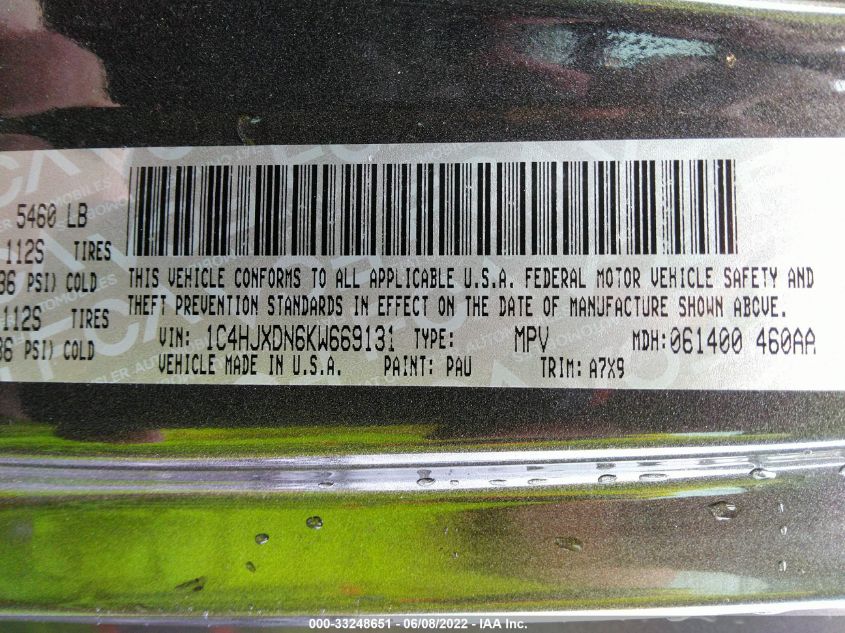 5460 LB
112S TIRES
36 PSI) COLD
112S TIRES
36 PSI) COLD
THIS VEHICLE CONFORMS TO ALL APPLICABLE U.S.A. FEDERAL MOTOR VEHICLE SAFETY AND
THEFT PREVENTION STANDARDS IN EFFECT ON THE DATE OF MANUFACTURE SHOWN ABOVE.
VIN: 1C4HJXDN6KW669131 TYPE: MPV MDH:061400 460AA
VEHICLE MADE IN U.S.A. PAINT: PAU TRIM: A7X9
000-33248651 - 06/08/2022 - IAA Inc.